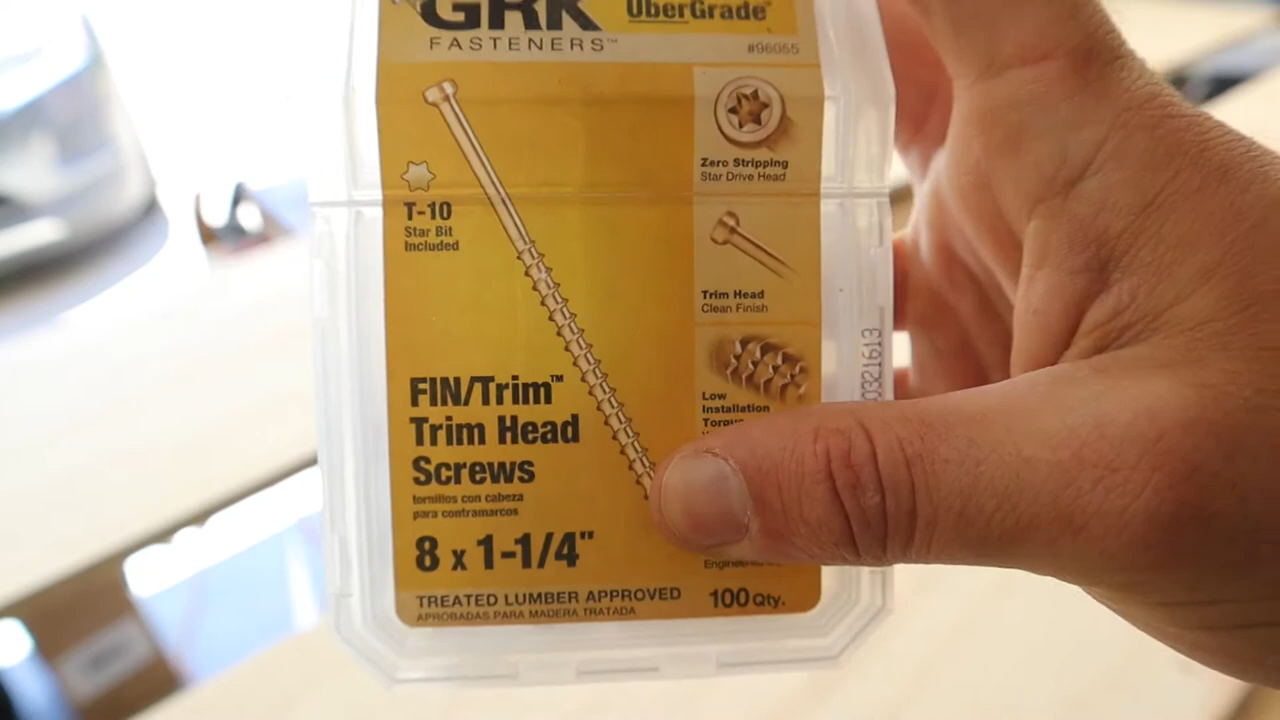 GRK
ÜberGrade
FASTENERS™
#96055
Zero Stripping
Star Drive Head
T-10
Star Bit
Included
Trim Head
Clean Finish
Low
Installation
Torque
FIN/Trim™
Trim Head
Screws
tornillos con cabeza
para contramarcos
8 x 1-1/4"
TREATED LUMBER APPROVED
APROBADAS PARA MADERA TRATADA
100 Qty.
0321613